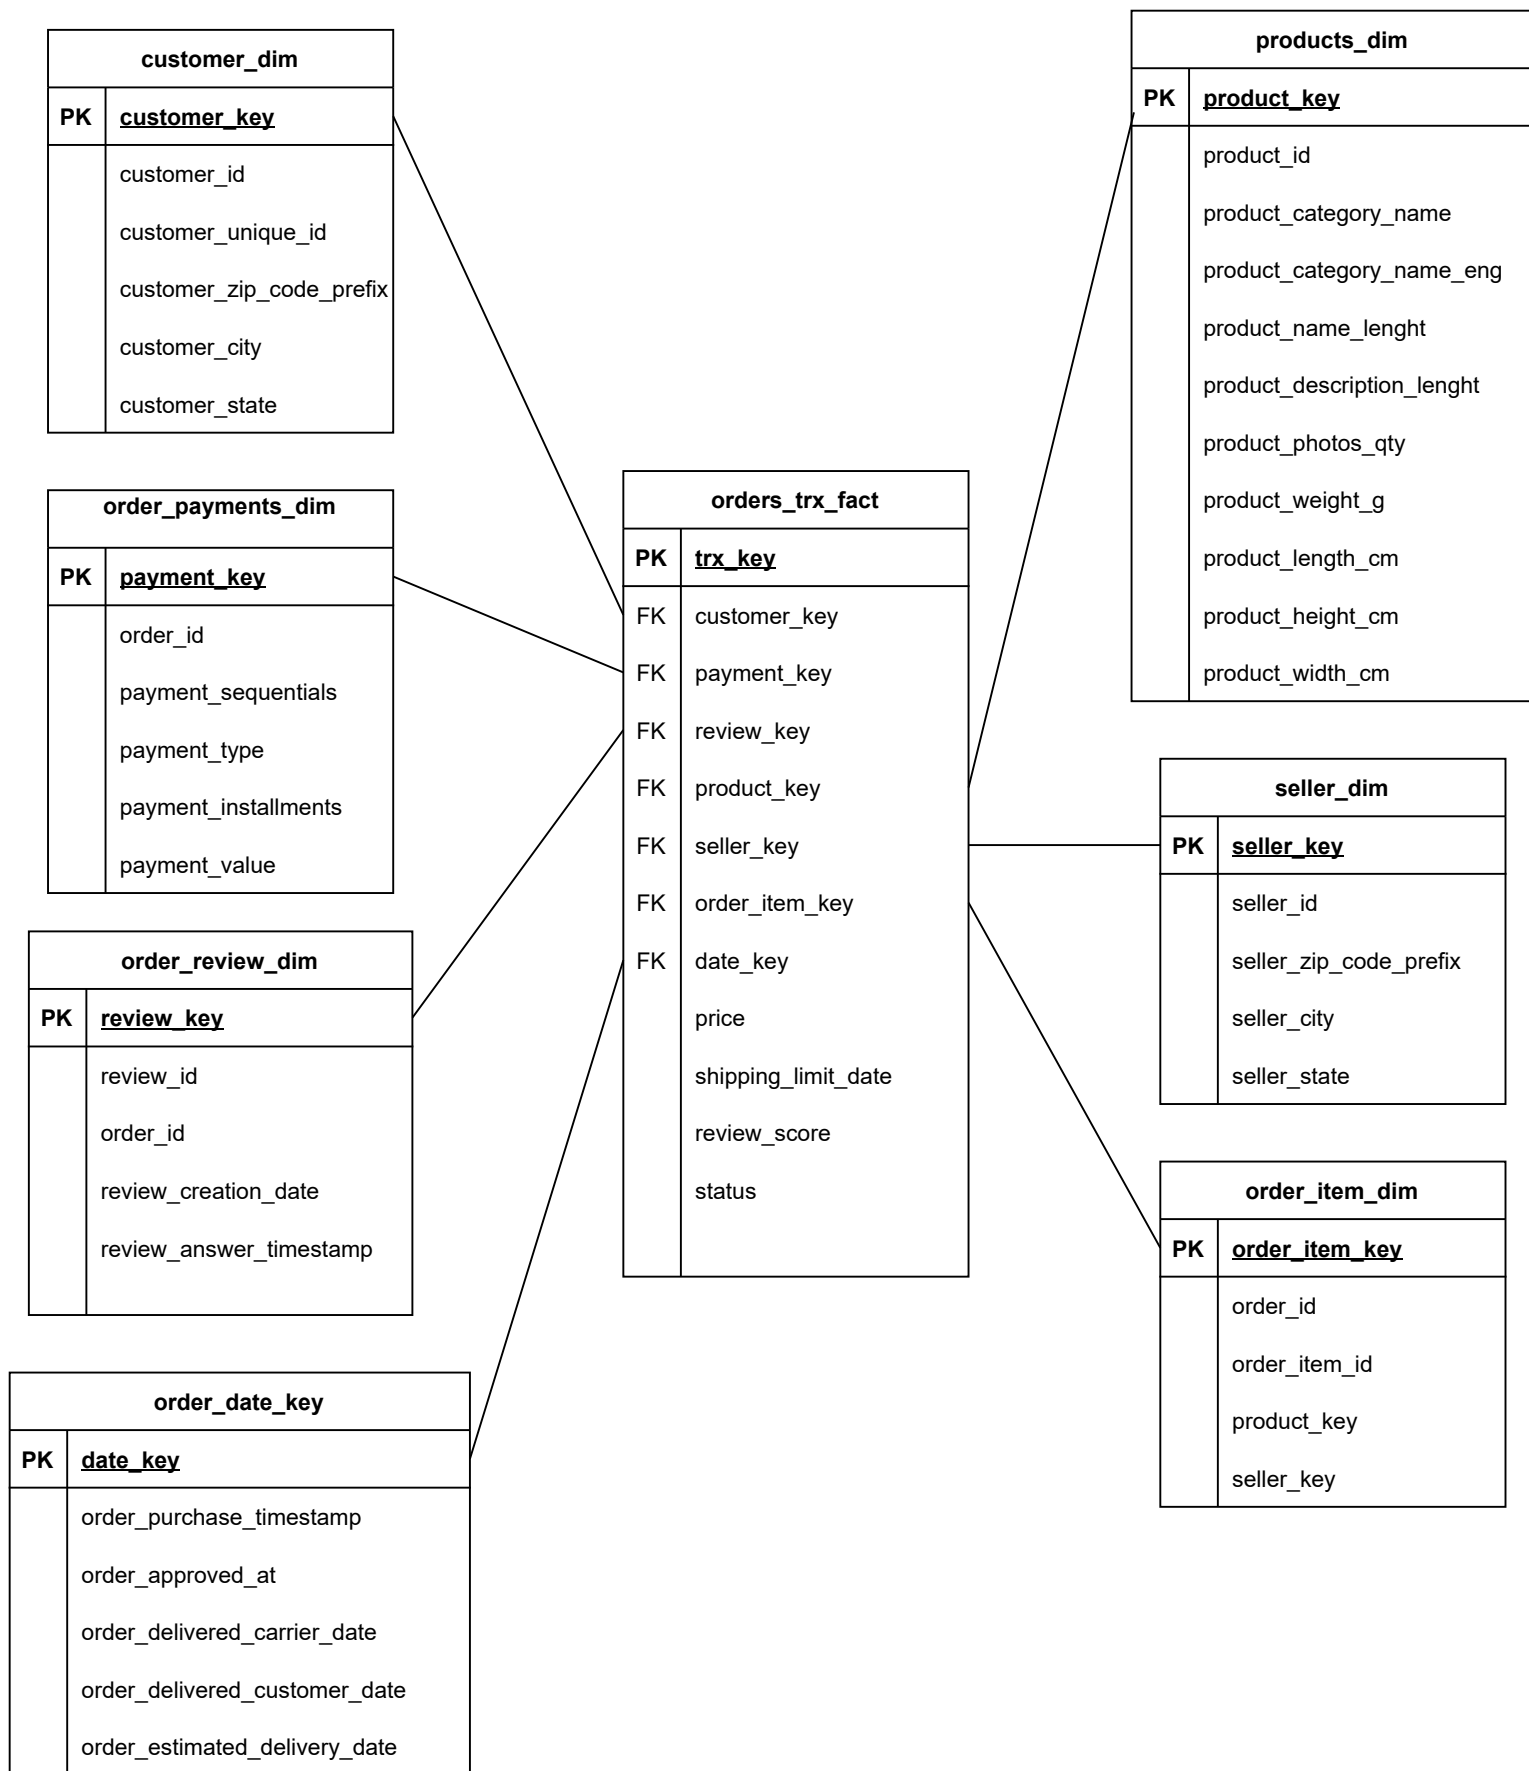 customer_dim
PK customer_key
customer_id
customer_unique_id
customer_zip_code_prefix
customer_city
customer_state
order_payments_dim
PK payment_key
order_id
payment_sequentials
payment_type
payment_installments
payment_value
order_review_dim
PK review_key
review_id
order_id
review_creation_date
review_answer_timestamp
order_date_key
PK date_key
order_purchase_timestamp
order_approved_at
order_delivered_carrier_date
order_delivered_customer_date
order_estimated_delivery_date
orders_trx_fact
PK trx_key
FK customer_key
FK payment_key
FK review_key
FK product_key
FK seller_key
FK order_item_key
FK date_key
price
shipping_limit_date
review_score
status
products_dim
PK product_key
product_id
product_category_name
product_category_name_eng
product_name_lenght
product_description_lenght
product_photos_qty
product_weight_g
product_length_cm
product_height_cm
product_width_cm
seller_dim
PK seller_key
seller_id
seller_zip_code_prefix
seller_city
seller_state
order_item_dim
PK order_item_key
order_id
order_item_id
product_key
seller_key